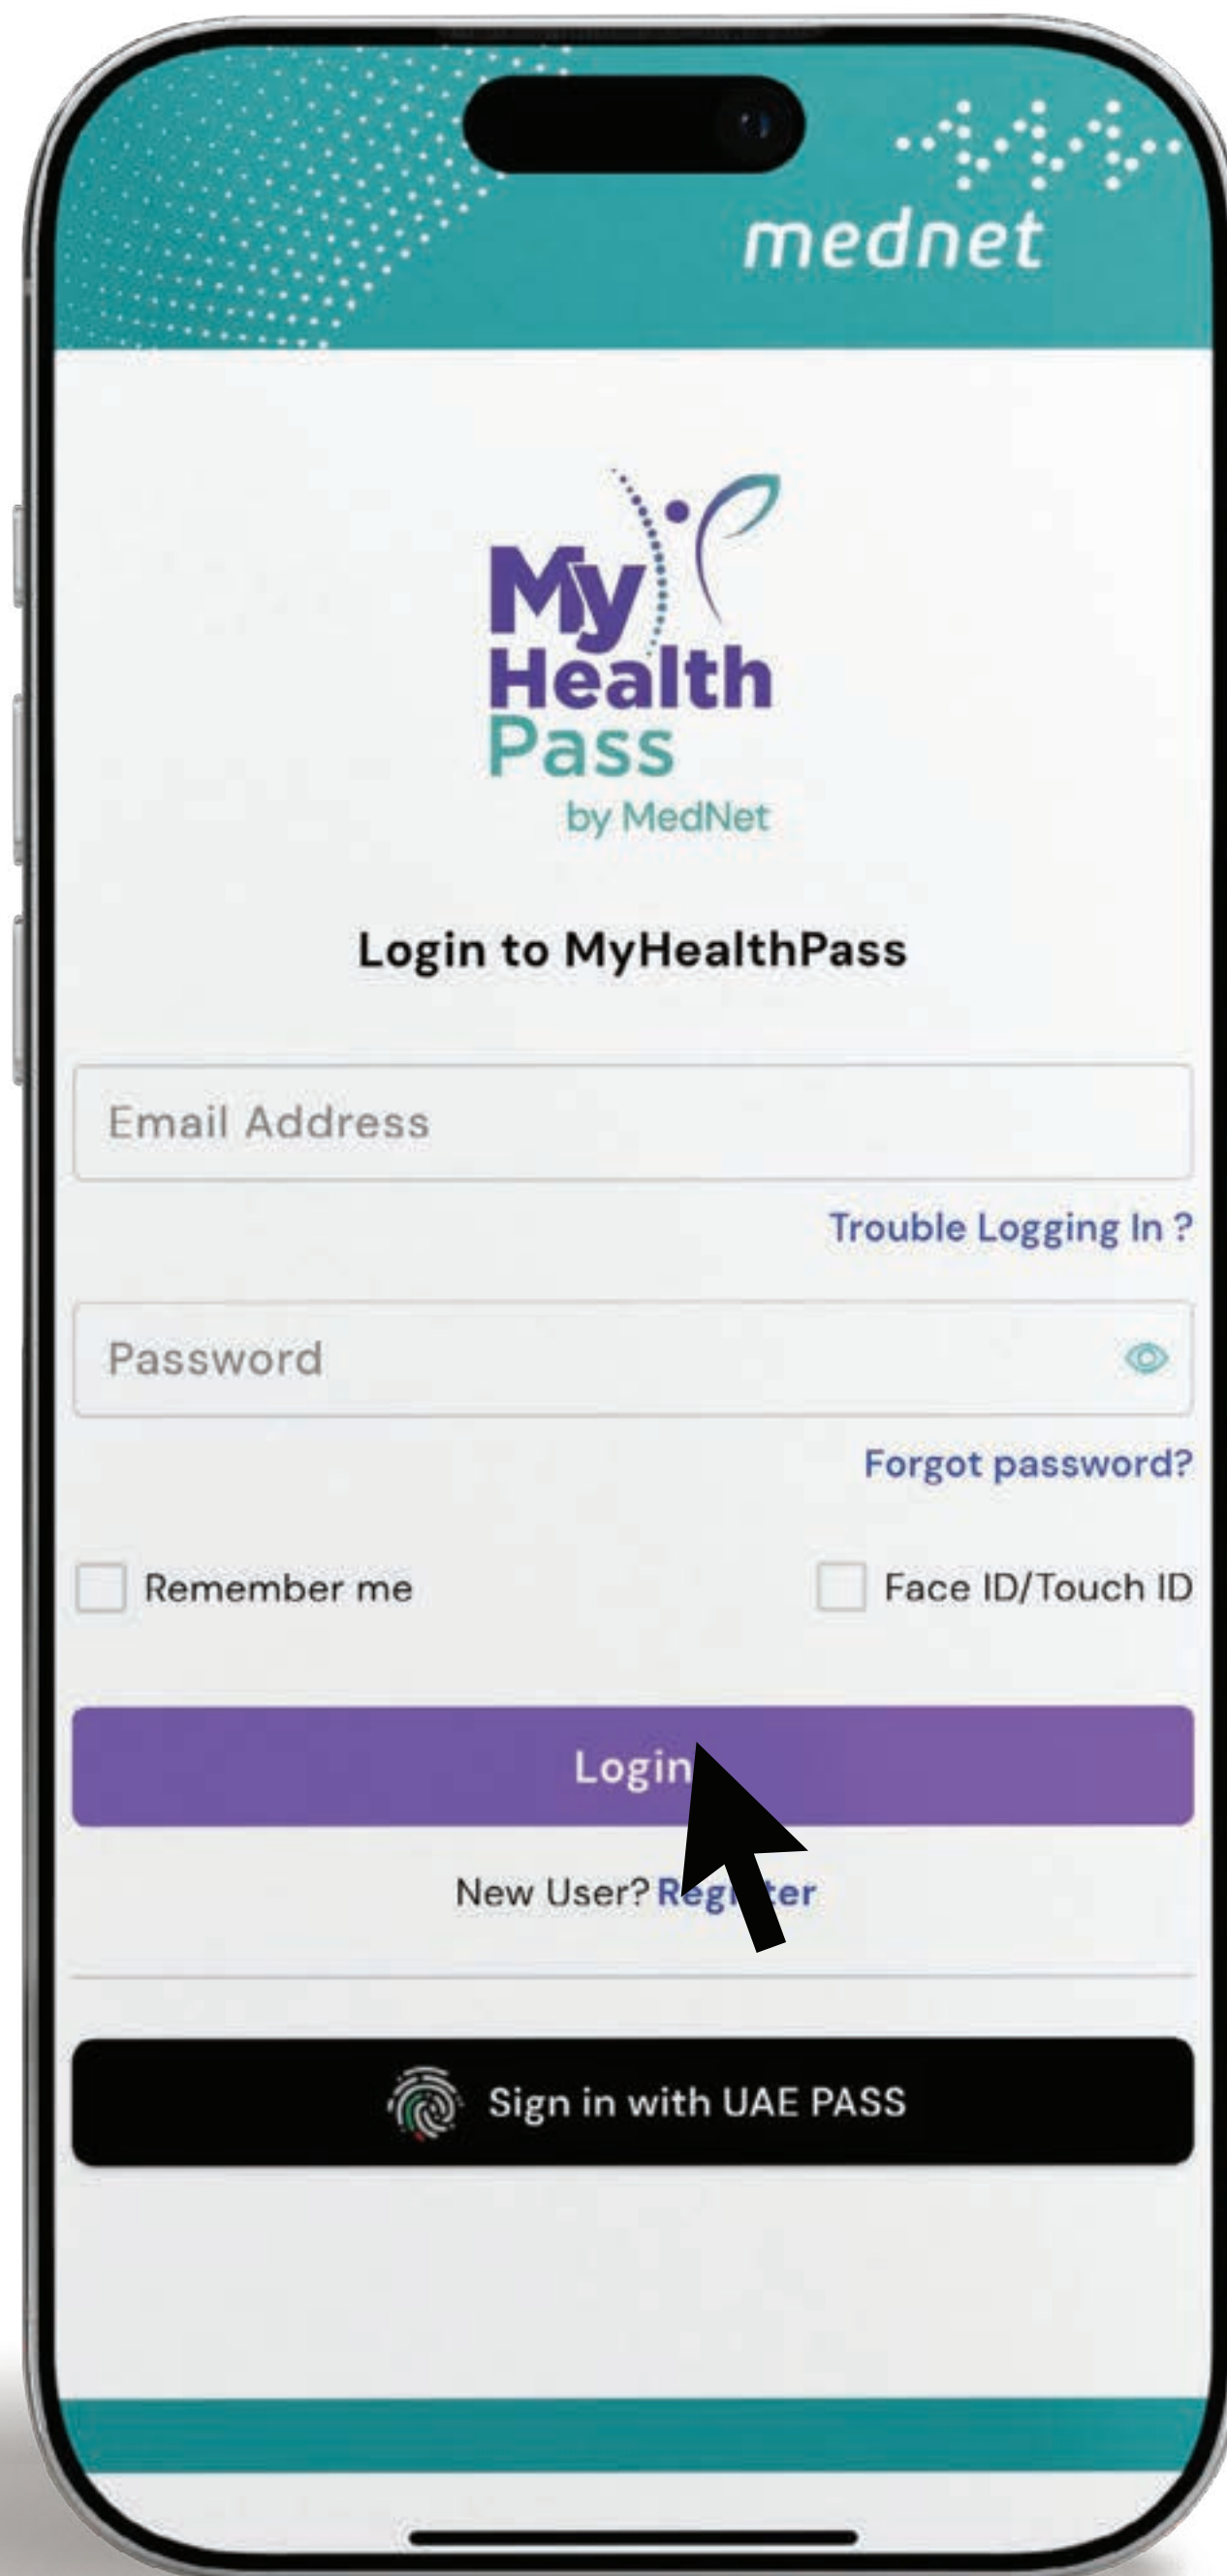 mednet
My
Health
Pass
by MedNet
Login to MyHealthPass
Email Address
Trouble Logging In ?
Password
Forgot password?
Remember me
Face ID/Touch ID
Login
New User? Register
Sign in with UAE PASS